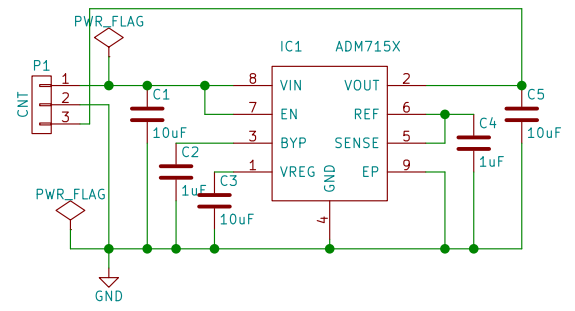 PWR_FLAG
P1
CNT
1
2
3
C1
10uF
IC1
ADM715X
8
VIN
VOUT
2
7
EN
REF
6
3
BYP
SENSE
5
1
VREG
GND
EP
9
4
C2
1uF
C3
10uF
C4
1uF
C5
10uF
PWR_FLAG
GND